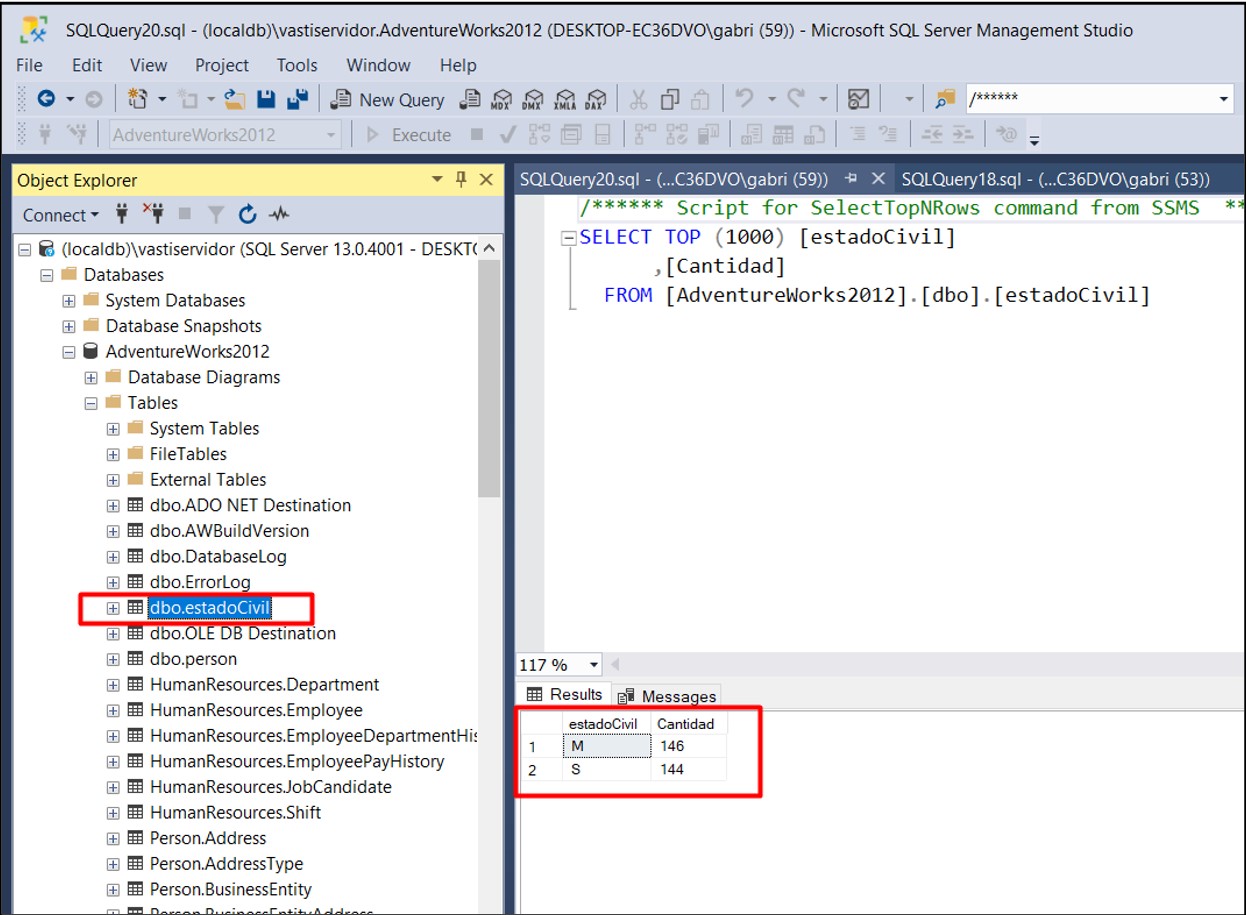 SQLQuery20.sql - (localdb)\vastiservidor.AdventureWorks2012 (DESKTOP-EC36DVO\gabri (59)) - Microsoft SQL Server Management Studio
File Edit View Project Tools Window Help
New Query MDX DMX XMLA DAX /******
AdventureWorks2012 Execute
Object Explorer
Connect
(localdb)\vastiservidor (SQL Server 13.0.4001 - DESKTO
Databases
System Databases
Database Snapshots
AdventureWorks2012
Database Diagrams
Tables
System Tables
FileTables
External Tables
dbo.ADO NET Destination
dbo.AWBuildVersion
dbo.DatabaseLog
dbo.ErrorLog
dbo.estadoCivil
dbo.OLE DB Destination
dbo.person
HumanResources.Department
HumanResources.Employee
HumanResources.EmployeeDepartmentHis
HumanResources.EmployeePayHistory
HumanResources.JobCandidate
HumanResources.Shift
Person.Address
Person.AddressType
Person.BusinessEntity
Person.BusinessEntityAddress
SQLQuery20.sql - (...C36DVO\gabri (59)) SQLQuery18.sql - (...C36DVO\gabri (53))
/****** Script for SelectTopNRows command from SSMS **
SELECT TOP (1000) [estadoCivil]
,[Cantidad]
FROM [AdventureWorks2012].[dbo].[estadoCivil]
117 %
Results Messages
estadoCivil Cantidad
1 M 146
2 S 144